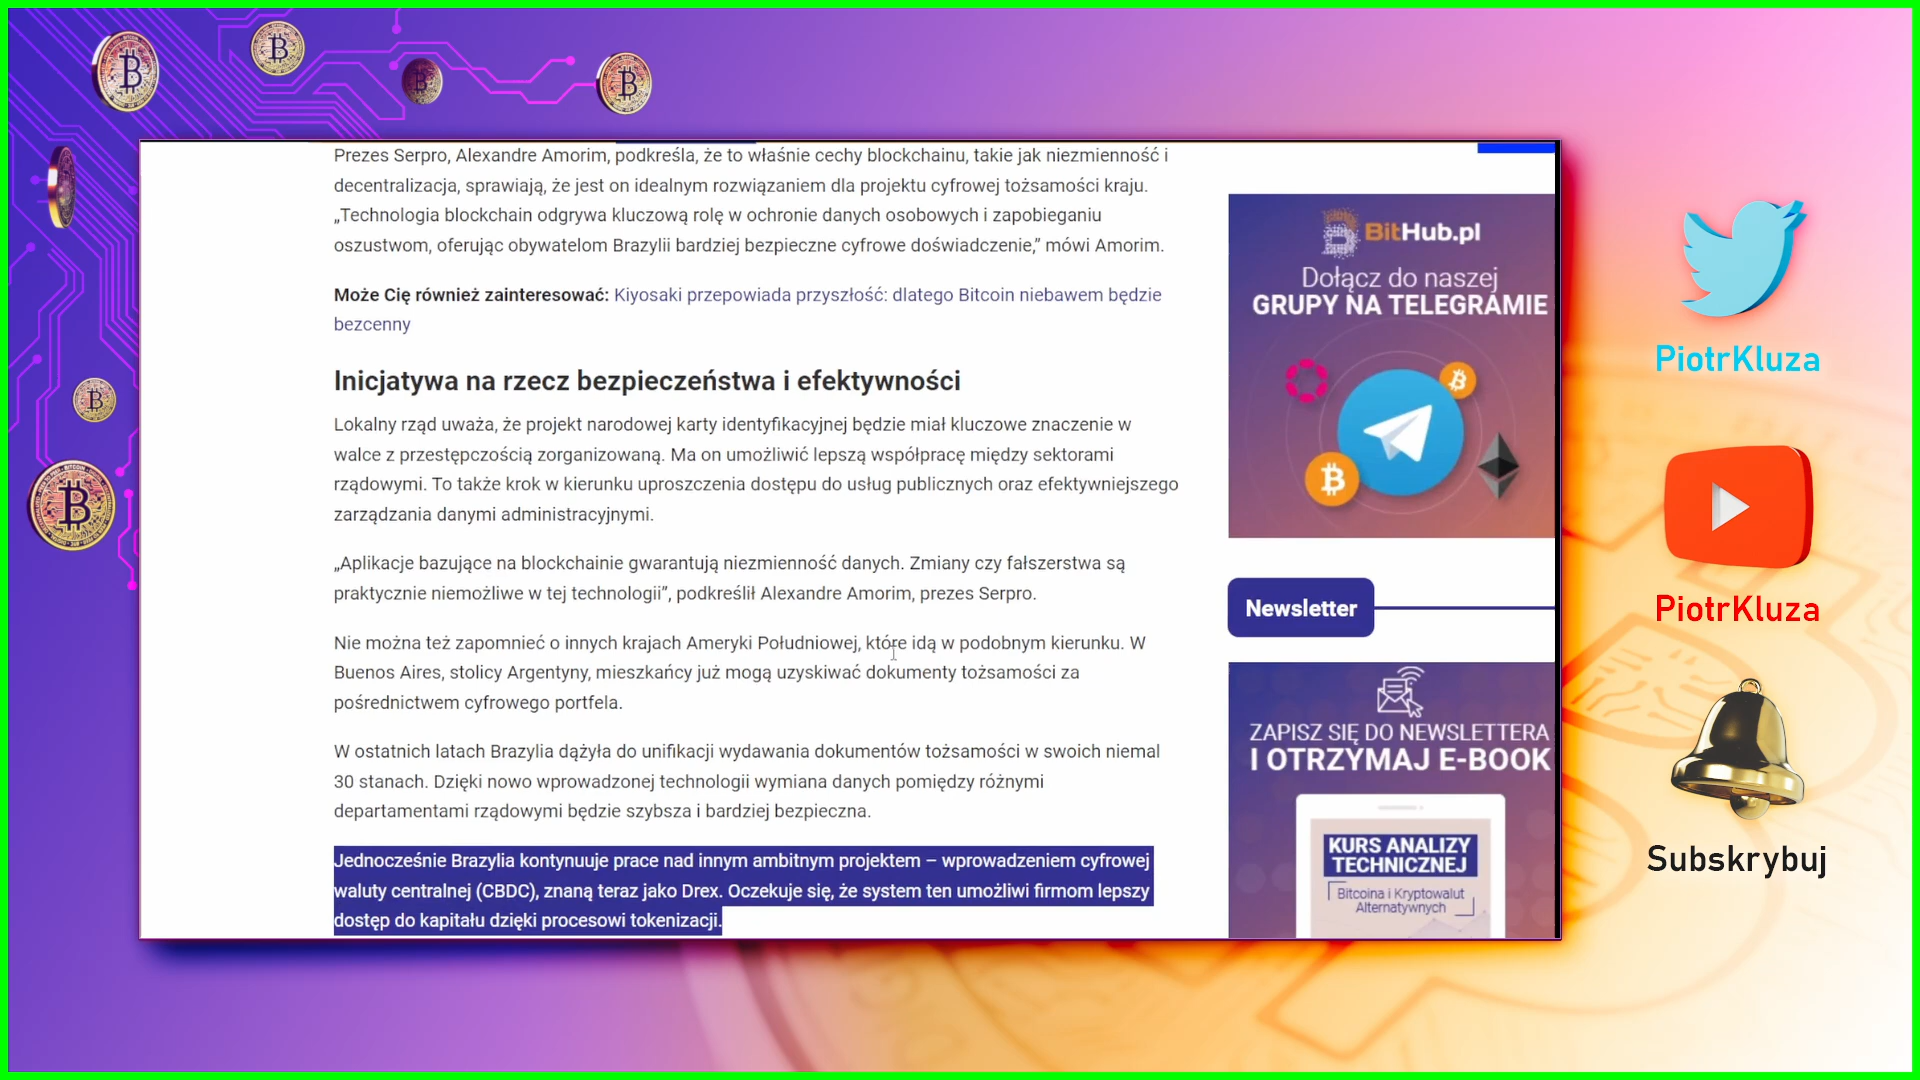 Prezes Serpro, Alexandre Amorim, podkreśla, że to właśnie cechy blockchainu, takie jak niezmienność i
decentralizacja, sprawiają, że jest on idealnym rozwiązaniem dla projektu cyfrowej tożsamości kraju.
„Technologia blockchain odgrywa kluczową rolę w ochronie danych osobowych i zapobieganiu
oszustwom, oferując obywatelom Brazylii bardziej bezpieczne cyfrowe doświadczenie,” mówi Amorim.
Może Cię również zainteresować: Kiyosaki przepowiada przyszłość: dlatego Bitcoin niebawem będzie
bezcenny
Inicjatywa na rzecz bezpieczeństwa i efektywności
Lokalny rząd uważa, że projekt narodowej karty identyfikacyjnej będzie miał kluczowe znaczenie w
walce z przestępczością zorganizowaną. Ma on umożliwić lepszą współpracę między sektorami
rządowymi. To także krok w kierunku uproszczenia dostępu do usług publicznych oraz efektywniejszego
zarządzania danymi administracyjnymi.
„Aplikacje bazujące na blockchainie gwarantują niezmienność danych. Zmiany czy fałszerstwa są
praktycznie niemożliwe w tej technologii”, podkreślił Alexandre Amorim, prezes Serpro.
Nie można też zapomnieć o innych krajach Ameryki Południowej, które idą w podobnym kierunku. W
Buenos Aires, stolicy Argentyny, mieszkańcy już mogą uzyskiwać dokumenty tożsamości za
pośrednictwem cyfrowego portfela.
W ostatnich latach Brazylia dążyła do unifikacji wydawania dokumentów tożsamości w swoich niemal
30 stanach. Dzięki nowo wprowadzonej technologii wymiana danych pomiędzy różnymi
departamentami rządowymi będzie szybsza i bardziej bezpieczna.
Jednocześnie Brazylia kontynuuje prace nad innym ambitnym projektem – wprowadzeniem cyfrowej
waluty centralnej (CBDC), znaną teraz jako Drex. Oczekuje się, że system ten umożliwi firmom lepszy
dostęp do kapitału dzięki procesowi tokenizacji.
BitHub.pl
Dołącz do naszej
GRUPY NA TELEGRAMIE
Newsletter
ZAPISZ SIĘ DO NEWSLETTERA
I OTRZYMAJ E-BOOK
KURS ANALIZY
TECHNICZNEJ
Bitcoina i Kryptowalut
Alternatywnych
PiotrKluza
PiotrKluza
Subskrybuj